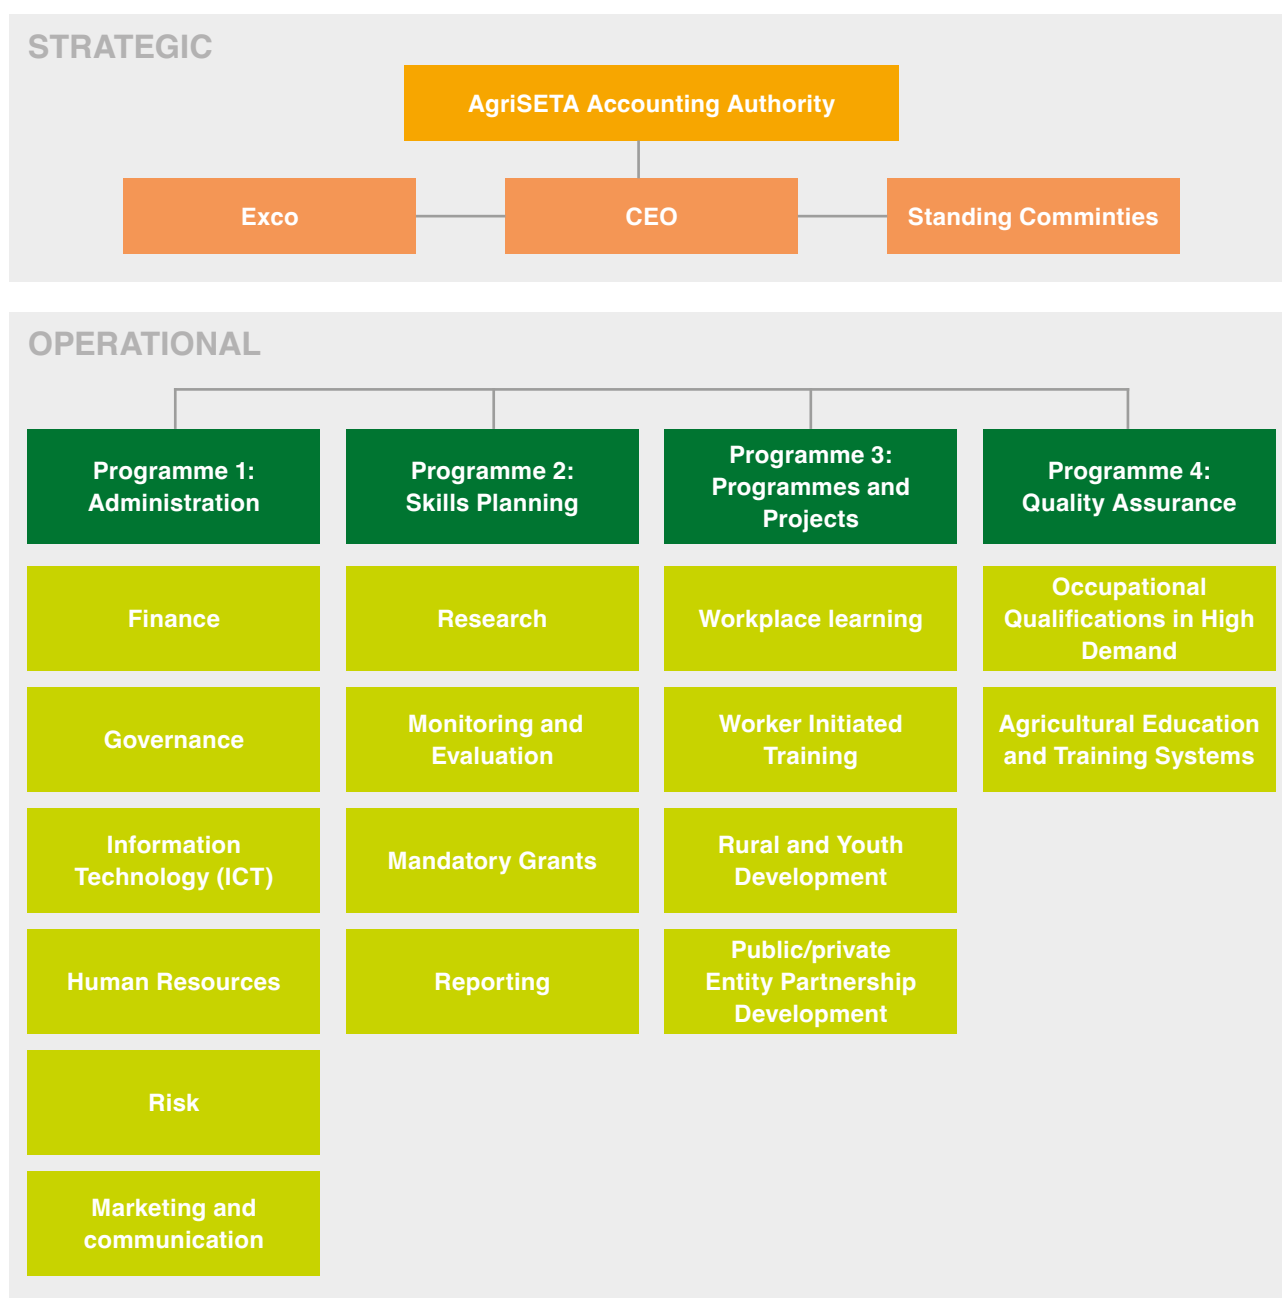 STRATEGIC
AgriSETA Accounting Authority
Exco
CEO
Standing Comminties
OPERATIONAL
Programme 1:
Administration
Programme 2:
Skills Planning
Programme 3:
Programmes and
Projects
Programme 4:
Quality Assurance
Finance
Research
Workplace learning
Occupational
Qualifications in High
Demand
Governance
Monitoring and
Evaluation
Worker Initiated
Training
Agricultural Education
and Training Systems
Information
Technology (ICT)
Mandatory Grants
Rural and Youth
Development
Human Resources
Reporting
Public/private
Entity Partnership
Development
Risk
Marketing and
communication